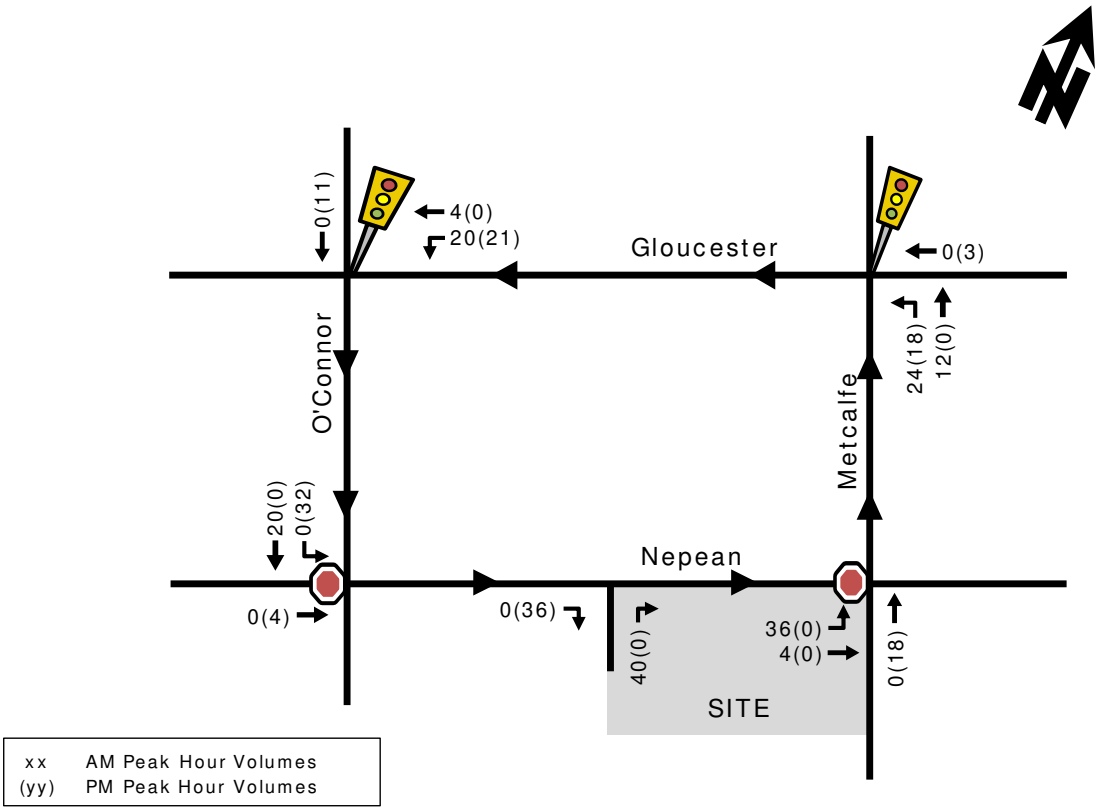 0(11)
4(0)
20(21)
Gloucester
0(3)
24(18)
12(0)
O'Connor
Metcalfe
20(0)
0(32)
Nepean
0(4)
0(36)
40(0)
36(0)
4(0)
0(18)
SITE
xx AM Peak Hour Volumes
(yy) PM Peak Hour Volumes